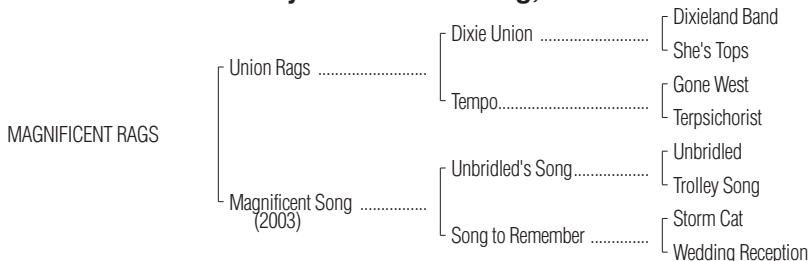 Dixieland Band
Dixie Union ..........................
She's Tops
Union Rags ..........................
Gone West
Tempo....................................
Terpsichorist
MAGNIFICENT RAGS
Unbridled
Unbridled's Song..................
Trolley Song
Magnificent Song ................
(2003)
Storm Cat
Song to Remember ..............
Wedding Reception